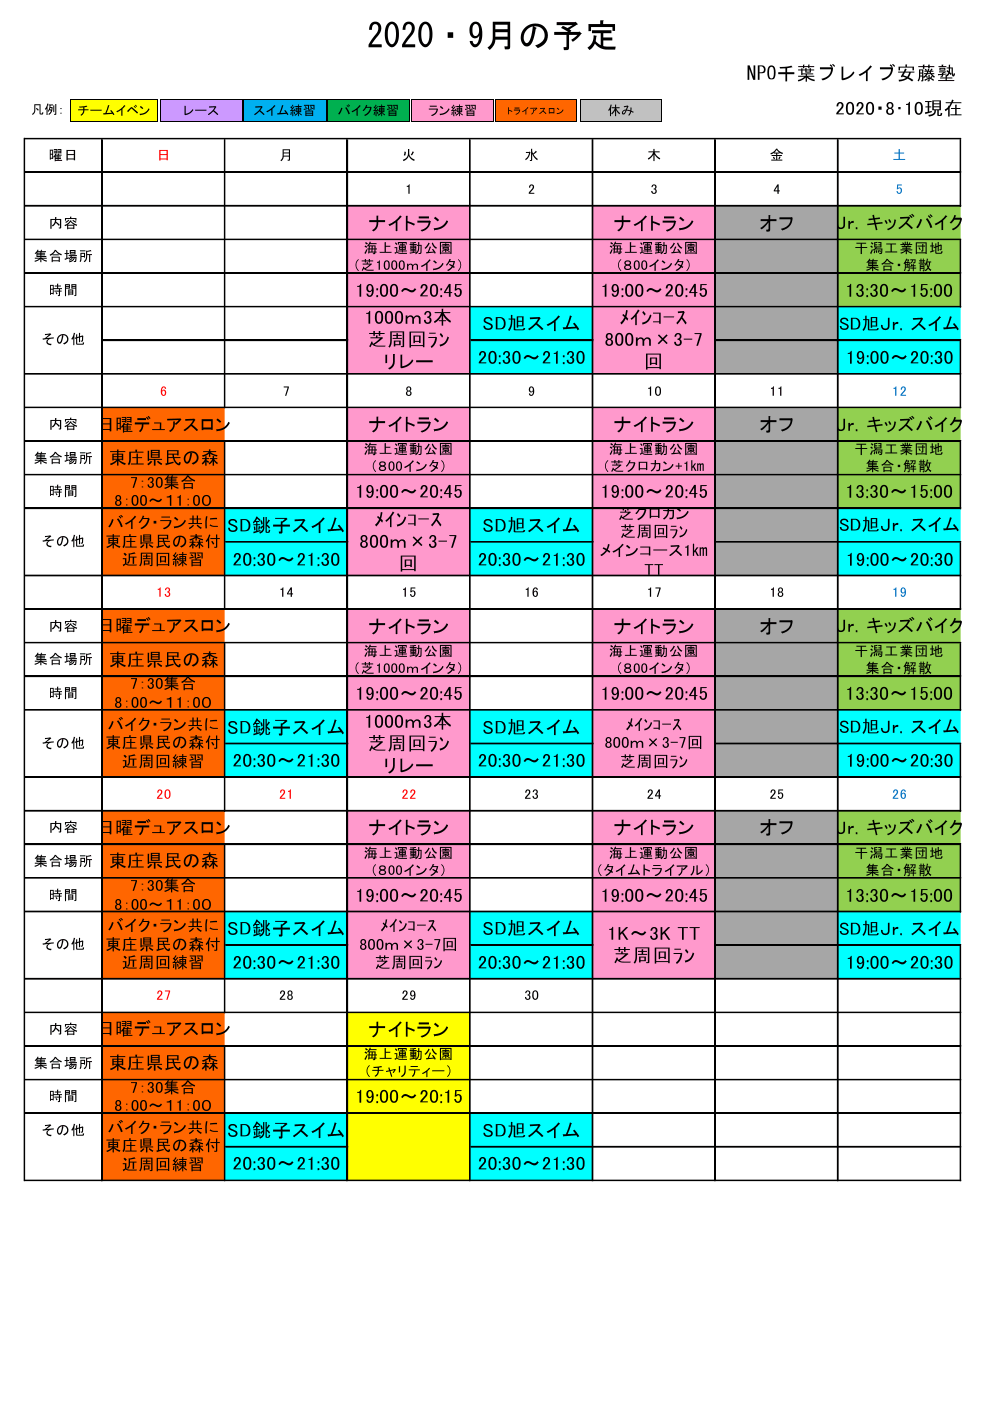 2020・9月の予定
NPO千葉ブレイブ安藤塾
凡例: チームイベン レース スイム練習 バイク練習 ラン練習 トライアスロン 休み 2020・8・10現在
曜日 日 月 火 水 木 金 土
1 2 3 4 5
内容 ナイトラン ナイトラン オフ Jr. キッズバイク
集合場所 海上運動公園 海上運動公園 干潟工業団地
(芝1000mインタ) (800インタ) 集合・解散
時間 19:00～20:45 19:00～20:45 13:30～15:00
その他 1000m3本 SD旭スイム メインコース SD旭Jr. スイム
芝周回ラン 800m×3-7
リレー 20:30～21:30 回 19:00～20:30
6 7 8 9 10 11 12
内容 日曜デュアスロン ナイトラン ナイトラン オフ Jr. キッズバイク
集合場所 東庄県民の森 海上運動公園 海上運動公園 干潟工業団地
(800インタ) (芝クロカン+1km 集合・解散
時間 7:30集合 19:00～20:45 19:00～20:45 13:30～15:00
8:00～11:00
その他 バイク・ラン共に SD銚子スイム メインコース SD旭スイム 芝クロカン SD旭Jr. スイム
東庄県民の森付 800m×3-7 芝周回ラン
近周回練習 20:30～21:30 回 20:30～21:30 メインコース1km 19:00～20:30
TT
13 14 15 16 17 18 19
内容 日曜デュアスロン ナイトラン ナイトラン オフ Jr. キッズバイク
集合場所 東庄県民の森 海上運動公園 海上運動公園 干潟工業団地
(芝1000mインタ) (800インタ) 集合・解散
時間 7:30集合 19:00～20:45 19:00～20:45 13:30～15:00
8:00～11:00
その他 バイク・ラン共に SD銚子スイム 1000m3本 SD旭スイム メインコース SD旭Jr. スイム
東庄県民の森付 芝周回ラン 800m×3-7回
近周回練習 20:30～21:30 リレー 20:30～21:30 芝周回ラン 19:00～20:30
20 21 22 23 24 25 26
内容 日曜デュアスロン ナイトラン ナイトラン オフ Jr. キッズバイク
集合場所 東庄県民の森 海上運動公園 海上運動公園 干潟工業団地
(800インタ) (タイムトライアル) 集合・解散
時間 7:30集合 19:00～20:45 19:00～20:45 13:30～15:00
8:00～11:00
その他 バイク・ラン共に SD銚子スイム メインコース SD旭スイム 1K～3K TT SD旭Jr. スイム
東庄県民の森付 800m×3-7回 芝周回ラン
近周回練習 20:30～21:30 芝周回ラン 20:30～21:30 19:00～20:30
27 28 29 30
内容 日曜デュアスロン ナイトラン
集合場所 東庄県民の森 海上運動公園
(チャリティー)
時間 7:30集合 19:00～20:15
8:00～11:00
その他 バイク・ラン共に SD銚子スイム SD旭スイム
東庄県民の森付
近周回練習 20:30～21:30 20:30～21:30